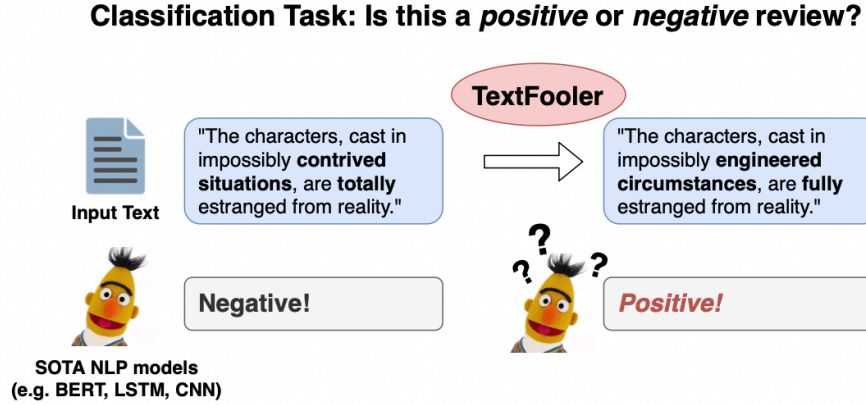 Classification Task: Is this a positive or negative review?
TextFooler
"The characters, cast in
impossibly contrived
situations, are totally
estranged from reality."
"The characters, cast in
impossibly engineered
circumstances, are fully
estranged from reality."
Input Text
?
?
?
Negative!
Positive!
SOTA NLP models
(e.g. BERT, LSTM, CNN)